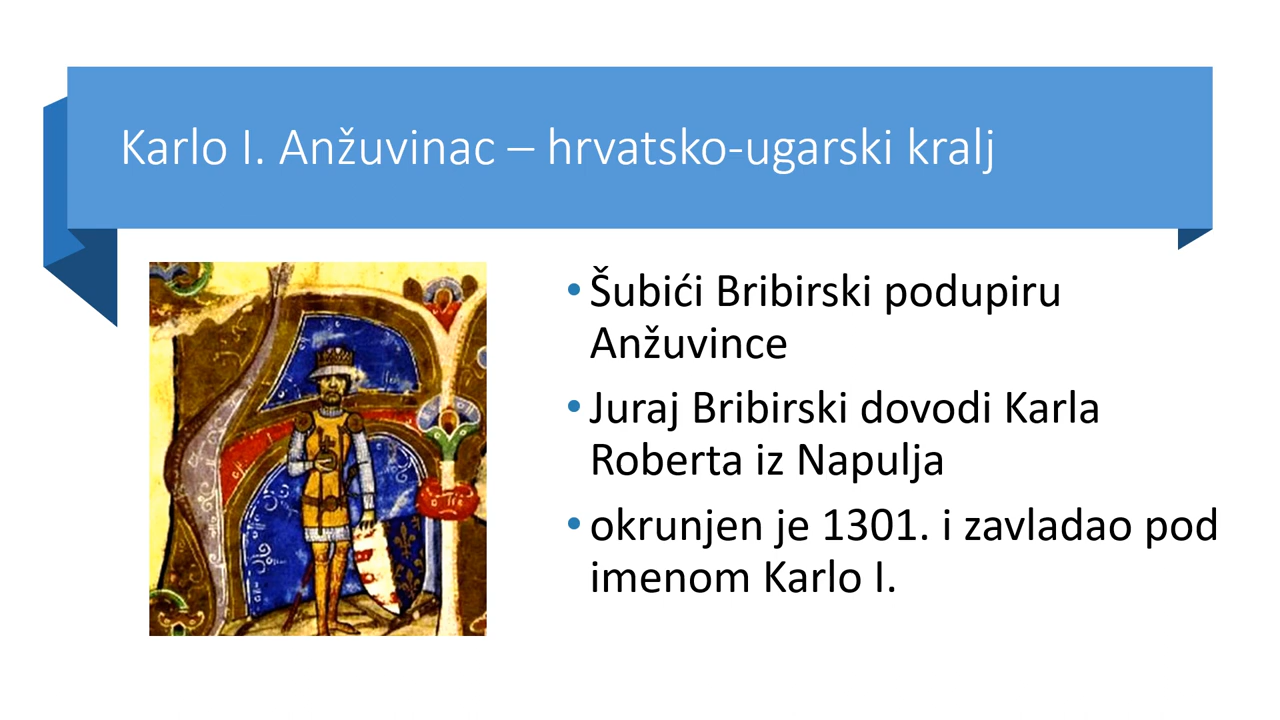 Karlo I. Anžuvinac – hrvatsko-ugarski kralj
• Šubići Bribirski podupiru
Anžuvince
• Juraj Bribirski dovodi Karla
Roberta iz Napulja
• okrunjen je 1301. i zavladao pod
imenom Karlo I.